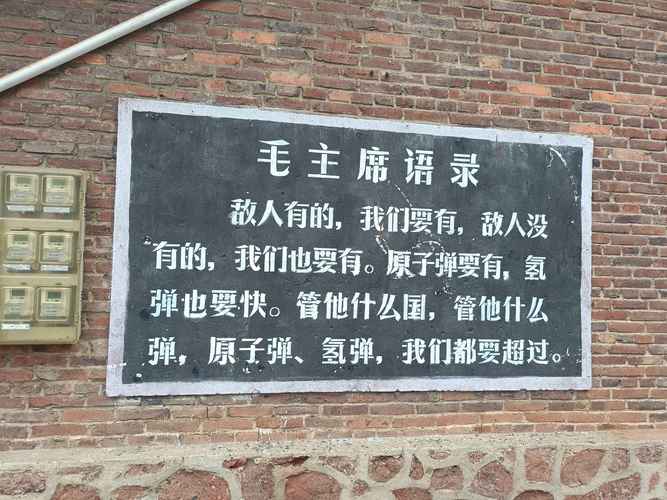 毛主席语录
敌人有的，我们要有，敌人没
有的，我们也要有。原子弹要有，氢
弹也要快。管他什么国，管他什么
弹，原子弹、氢弹，我们都要超过。